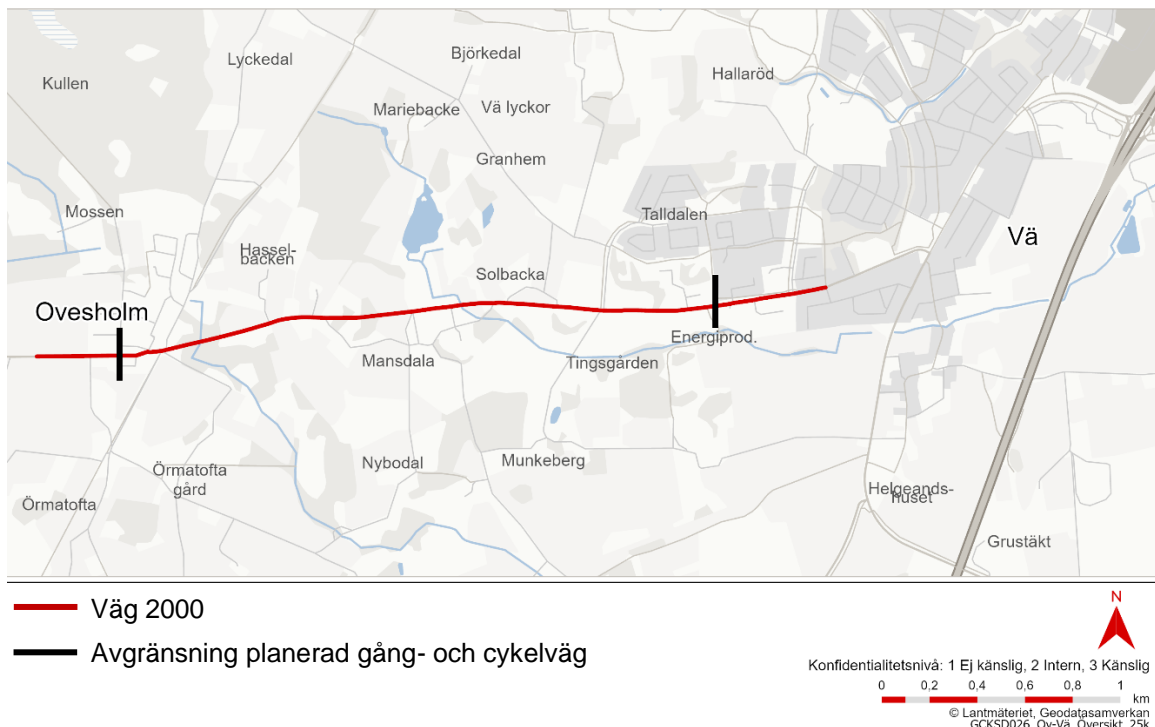 Björkedal
Lyckedal
Hallaröd
Kullen
Mariebacke
Vä lyckor
Granhem
Mossen
Talldalen
Hassel-
backen
Vä
Solbacka
Ovesholm
Energiprod.
Mansdala
Tingsgården
Nybodal
Munkeberg
Örmatofta
gård
Helgeands-
huset
Örmatofta
Grustäkt
Väg 2000
Avgränsning planerad gång- och cykelväg
N
Konfidentialitetsnivå: 1 Ej känslig, 2 Intern, 3 Känslig
0 0,2 0,4 0,6 0,8 1
km
© Lantmäteriet, Geodatasamverkan
GCKSD026_Ov-Vä_Översikt_25k